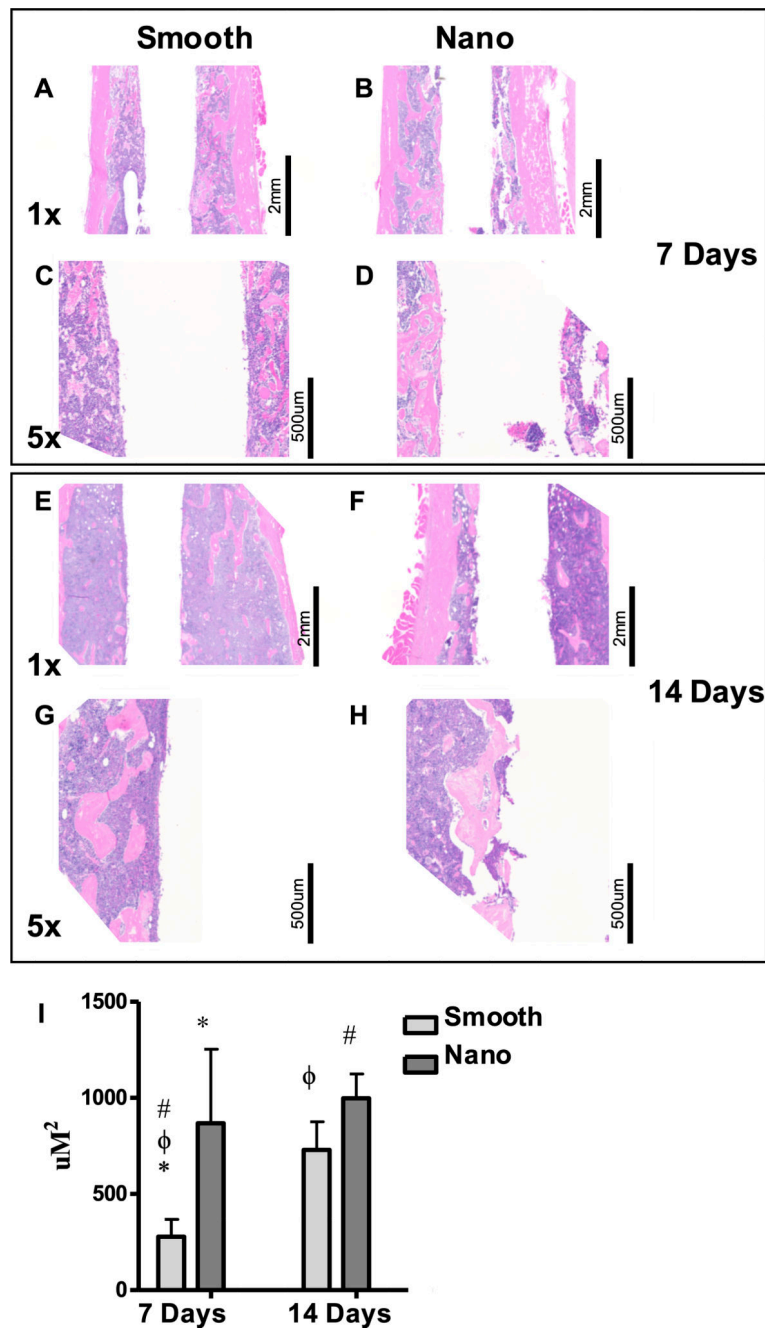 Smooth Nano
A B
2mm 2mm
1x
7 Days
C D
500um 500um
5x
E F
2mm 2mm
1x
14 Days
G H
500um 500um
5x
I
1500
1000
500
0
uM²
Smooth
Nano
*
#
ϕ
#
ϕ
*
7 Days 14 Days